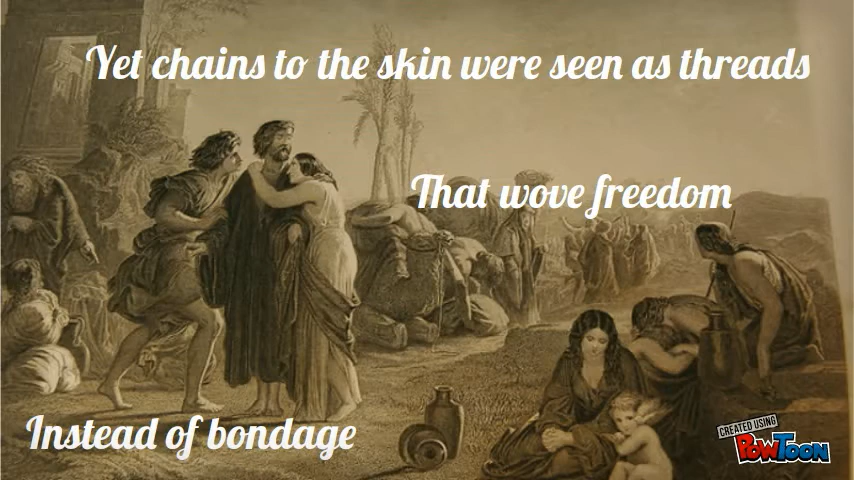 Yet chains to the skin were seen as threads
That wove freedom
Instead of bondage
CREATED USING
POWTOON